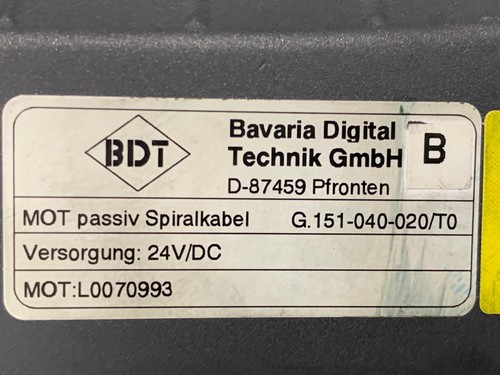 BDT
Bavaria Digital
Technik GmbH
B
D-87459 Pfronten
MOT passiv Spiralkabel G.151-040-020/T0
Versorgung: 24V/DC
MOT:L0070993